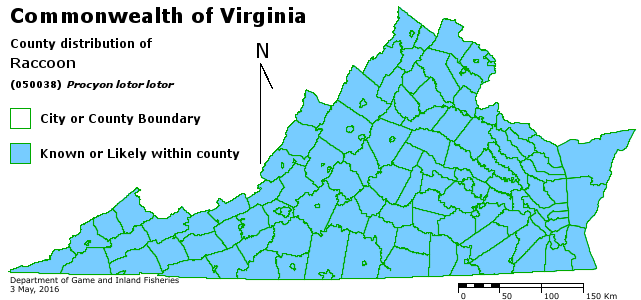 Commonwealth of Virginia
County distribution of
Raccoon
(050038) Procyon lotor lotor
N
City or County Boundary
Known or Likely within county
Department of Game and Inland Fisheries
3 May, 2016
0 50 100 150 Km